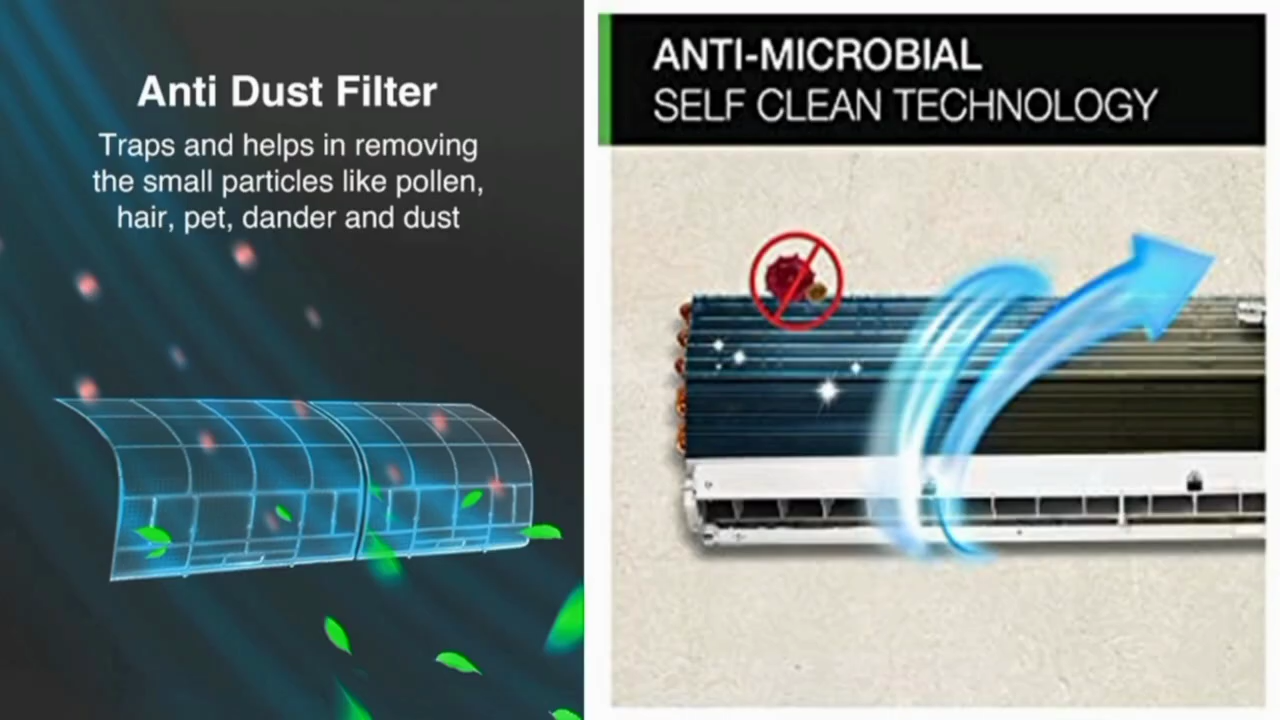 Anti Dust Filter
Traps and helps in removing
the small particles like pollen,
hair, pet, dander and dust
ANTI-MICROBIAL
SELF CLEAN TECHNOLOGY